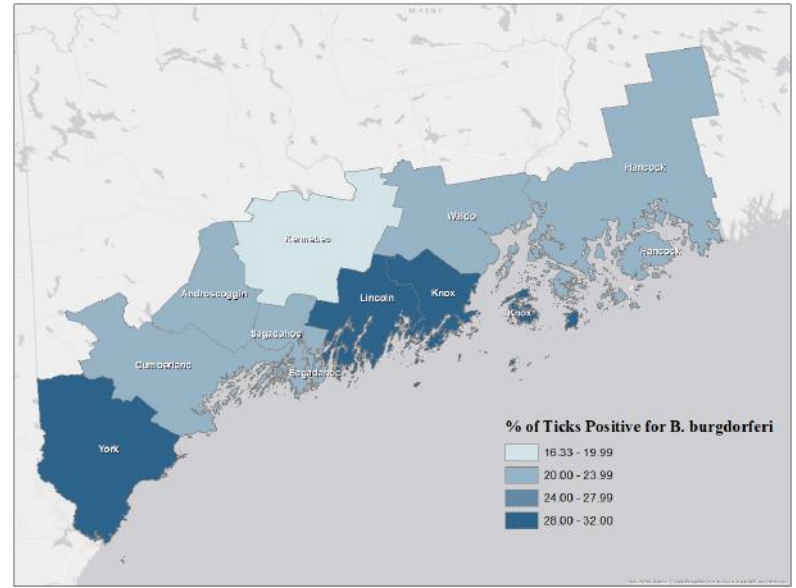 MAINE
Hancock
Waldo
Hancock
Kennebec
Lincoln
Knox
Knox
Androscoggin
Sagadahoc
Sagadahoc
Cumberland
York
% of Ticks Positive for B. burgdorferi
16.33 - 19.99
20.00 - 23.99
24.00 - 27.99
28.00 - 32.00